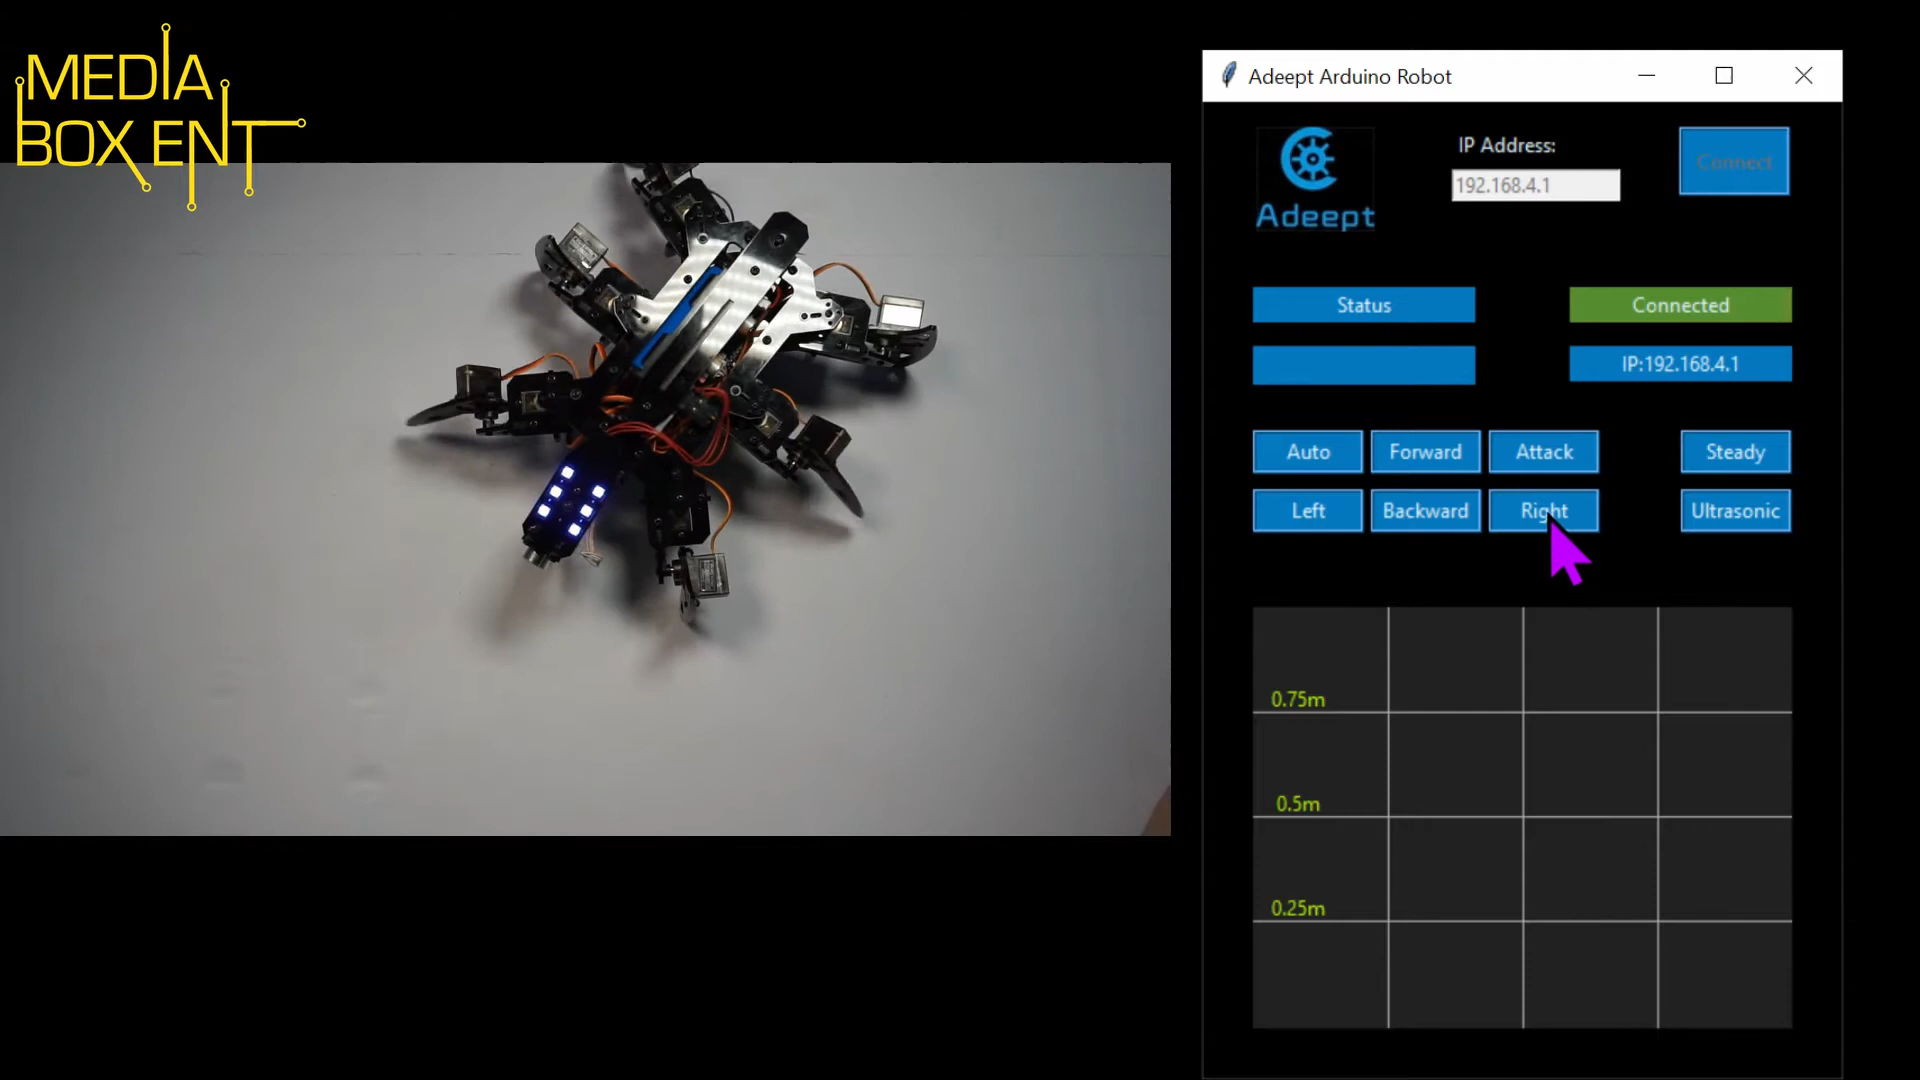 MEDIA
BOX ENT
Adeept Arduino Robot
IP Address:
192.168.4.1
Connect
Adeept
Status
Connected
IP:192.168.4.1
Auto
Forward
Attack
Steady
Left
Backward
Right
Ultrasonic
0.75m
0.5m
0.25m